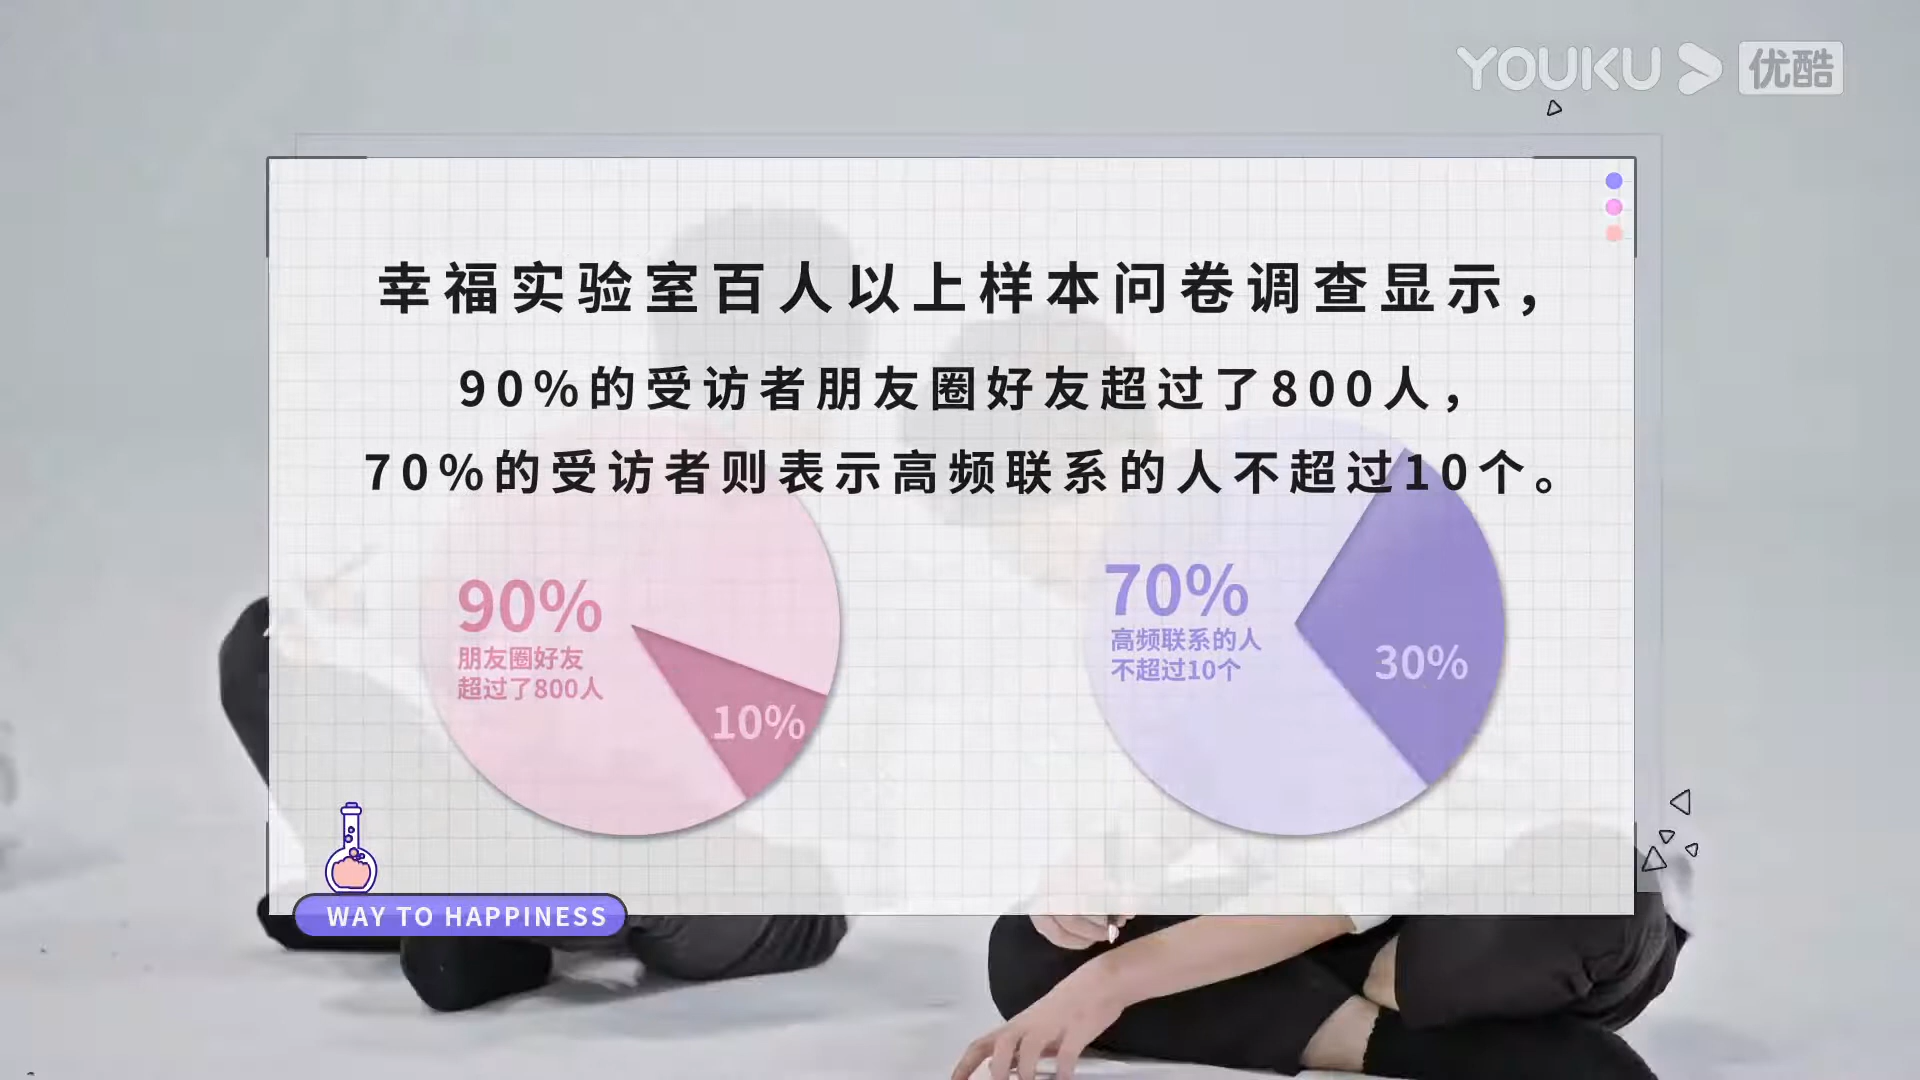 YOUKU 优酷
幸福实验室百人以上样本问卷调查显示，
90%的受访者朋友圈好友超过了800人，
70%的受访者则表示高频联系的人不超过10个。
90%
朋友圈好友
超过了800人
10%
70%
高频联系的人
不超过10个
30%
WAY TO HAPPINESS